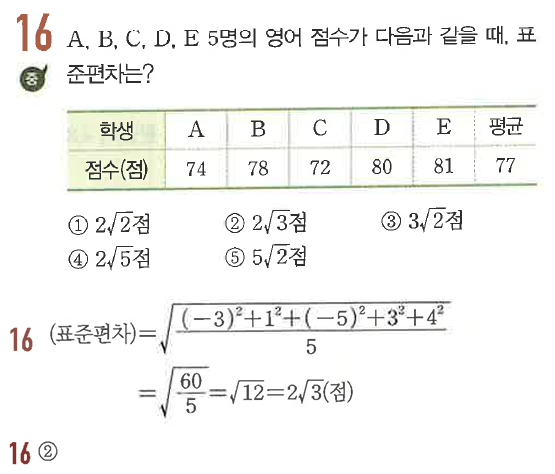 16 A, B, C, D, E 5명의 영어 점수가 다음과 같을 때, 표
중 준편차는?
학생 A B C D E 평균
점수(점) 74 78 72 80 81 77
① 2√2점 ② 2√3점 ③ 3√2점
④ 2√5점 ⑤ 5√2점
16 (표준편차)=√(((-3)²+1²+(-5)²+3²+4²)/5)
=√(60/5)=√12=2√3(점)
16 ②